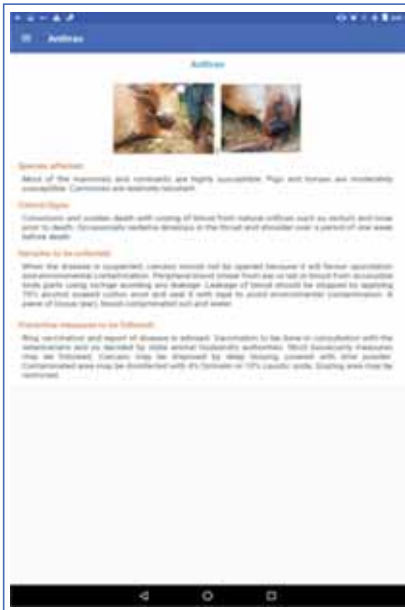 Anthrax
Anthrax
Species affected:
Most of the mammals and ruminants are highly susceptible. Pigs and horses are moderately
susceptible. Carnivores are relatively resistant.
Clinical Signs:
Convulsions and sudden death with oozing of blood from natural orifices such as rectum and nose
prior to death. Occasionally oedema develops in the throat and shoulder over a period of one week
before death.
Samples to be collected:
When the disease is suspected, carcass should not be opened because it will favour sporulation
and environmental contamination. Peripheral blood smear from ear or tail or blood from accessible
body parts using syringe avoiding any leakage. Leakage of blood should be stopped by applying
70% alcohol soaked cotton wool and seal it with tape to avoid environmental contamination. A
piece of tissue (ear), blood contaminated soil and water.
Preventive measures to be followed:
Ring vaccination and report of disease is advised. Vaccination to be done in consultation with the
veterinarians and as decided by state animal husbandry authorities. Strict biosecurity measures
may be followed. Carcass may be disposed by deep burying covered with lime powder.
Contaminated area may be disinfected with 4% formalin or 10% caustic soda. Grazing area may be
restricted.